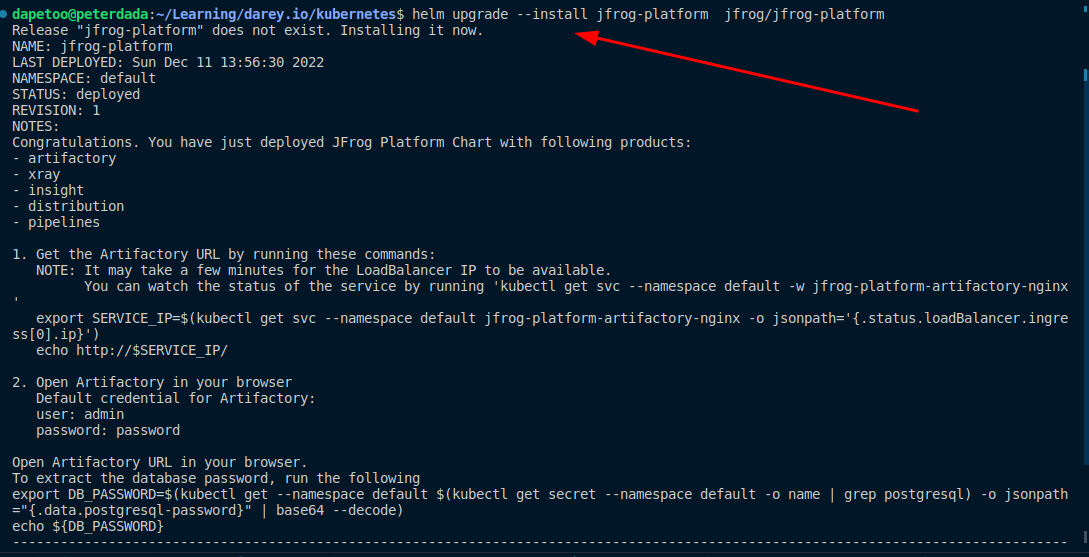 dapetoo@peterdada:~/Learning/darey.io/kubernetes$ helm upgrade --install jfrog-platform  jfrog/jfrog-platform
Release "jfrog-platform" does not exist. Installing it now.
NAME: jfrog-platform
LAST DEPLOYED: Sun Dec 11 13:56:30 2022
NAMESPACE: default
STATUS: deployed
REVISION: 1
NOTES:
Congratulations. You have just deployed JFrog Platform Chart with following products:
- artifactory
- xray
- insight
- distribution
- pipelines

1. Get the Artifactory URL by running these commands:
   NOTE: It may take a few minutes for the LoadBalancer IP to be available.
         You can watch the status of the service by running 'kubectl get svc --namespace default -w jfrog-platform-artifactory-nginx
'
   export SERVICE_IP=$(kubectl get svc --namespace default jfrog-platform-artifactory-nginx -o jsonpath='{.status.loadBalancer.ingre
ss[0].ip}')
   echo http://$SERVICE_IP/

2. Open Artifactory in your browser
   Default credential for Artifactory:
   user: admin
   password: password

Open Artifactory URL in your browser.
To extract the database password, run the following
export DB_PASSWORD=$(kubectl get --namespace default $(kubectl get secret --namespace default -o name | grep postgresql) -o jsonpath
="{.data.postgresql-password}" | base64 --decode)
echo ${DB_PASSWORD}
------------------------------------------------------------------------------------------------------------------------------------